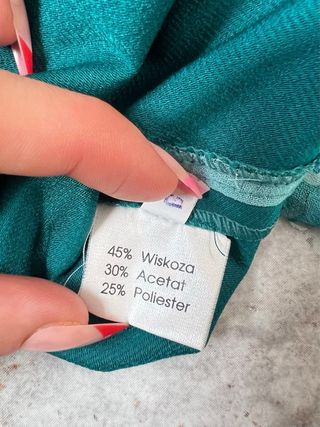 45% Wiskoza
30% Acetat
25% Poliester